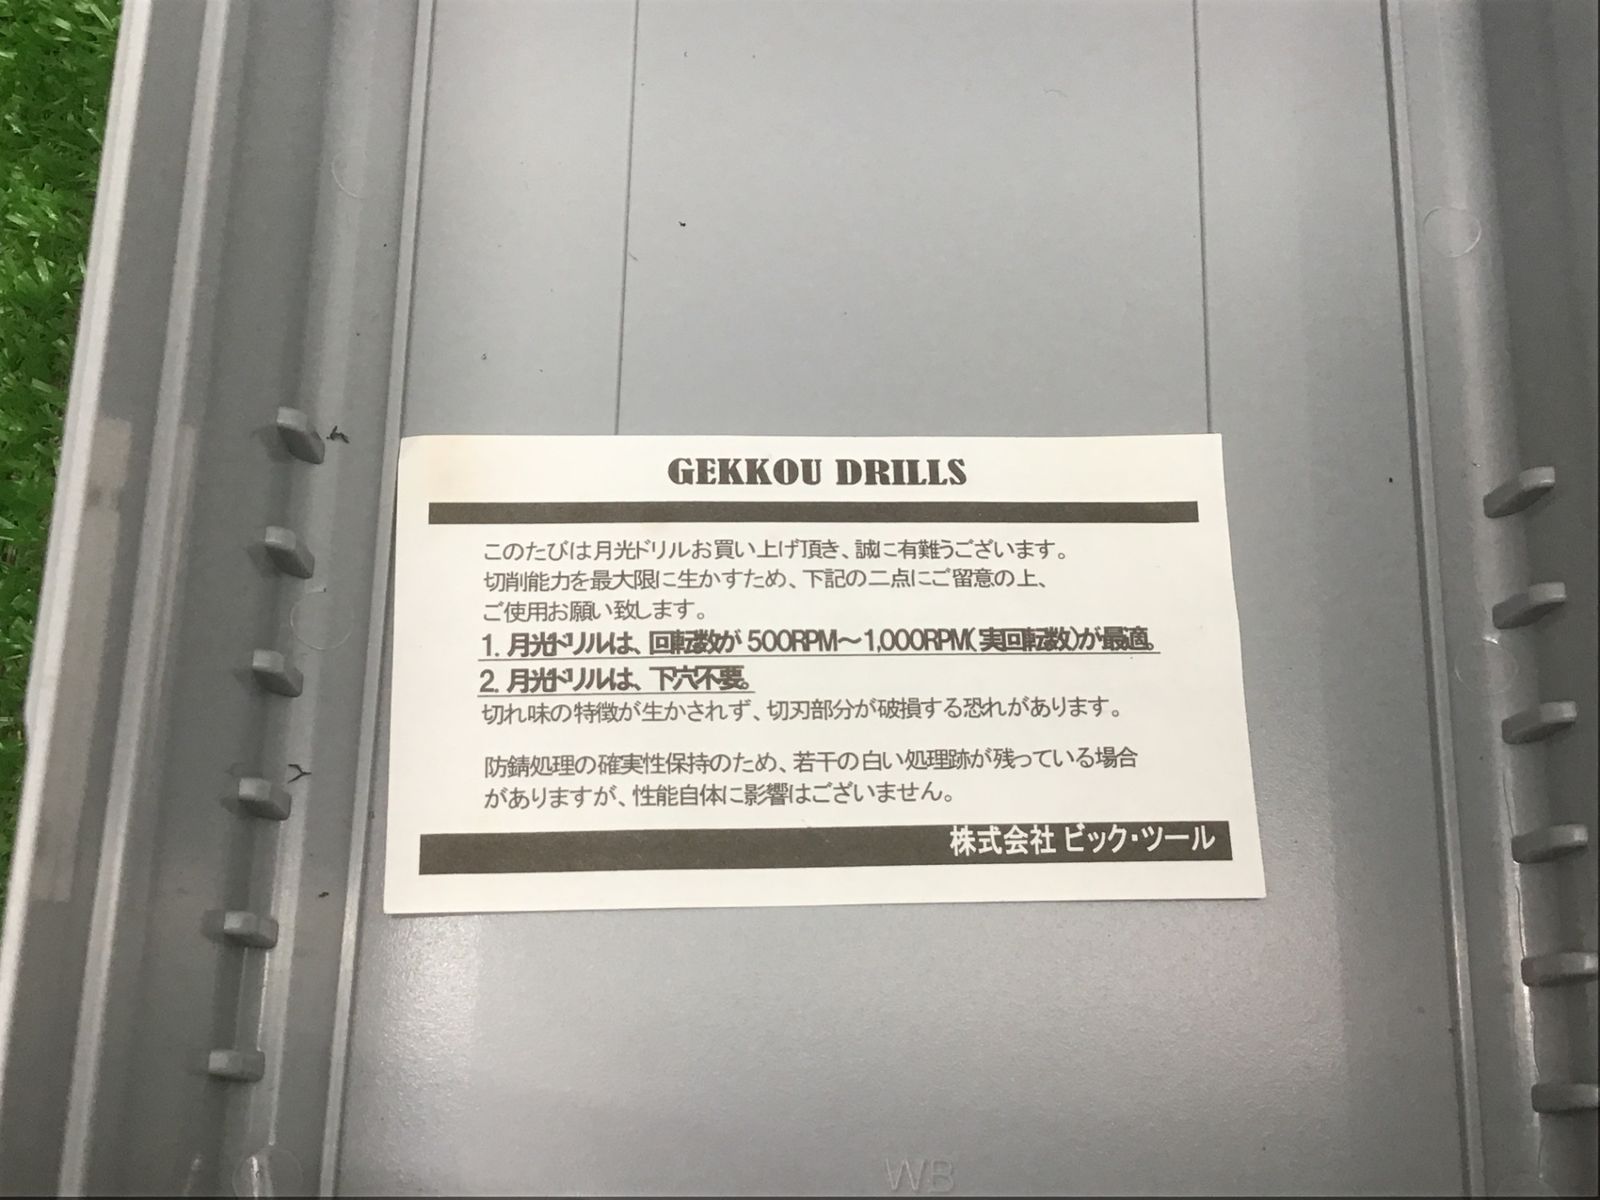 GEKKOU DRILLS
このたびは月光ドリルお買い上げ頂き、誠に有難うございます。
切削能力を最大限に生かすため、下記の二点にご留意の上、
ご使用お願い致します。
1. 月光ドリルは、回転数が 500RPM～1,000RPM(実回転数)が最適。
2. 月光ドリルは、下穴不要。
切れ味の特徴が生かされず、切刃部分が破損する恐れがあります。
防錆処理の確実性保持のため、若干の白い処理跡が残っている場合
がありますが、性能自体に影響はございません。
株式会社 ビック・ツール
WB